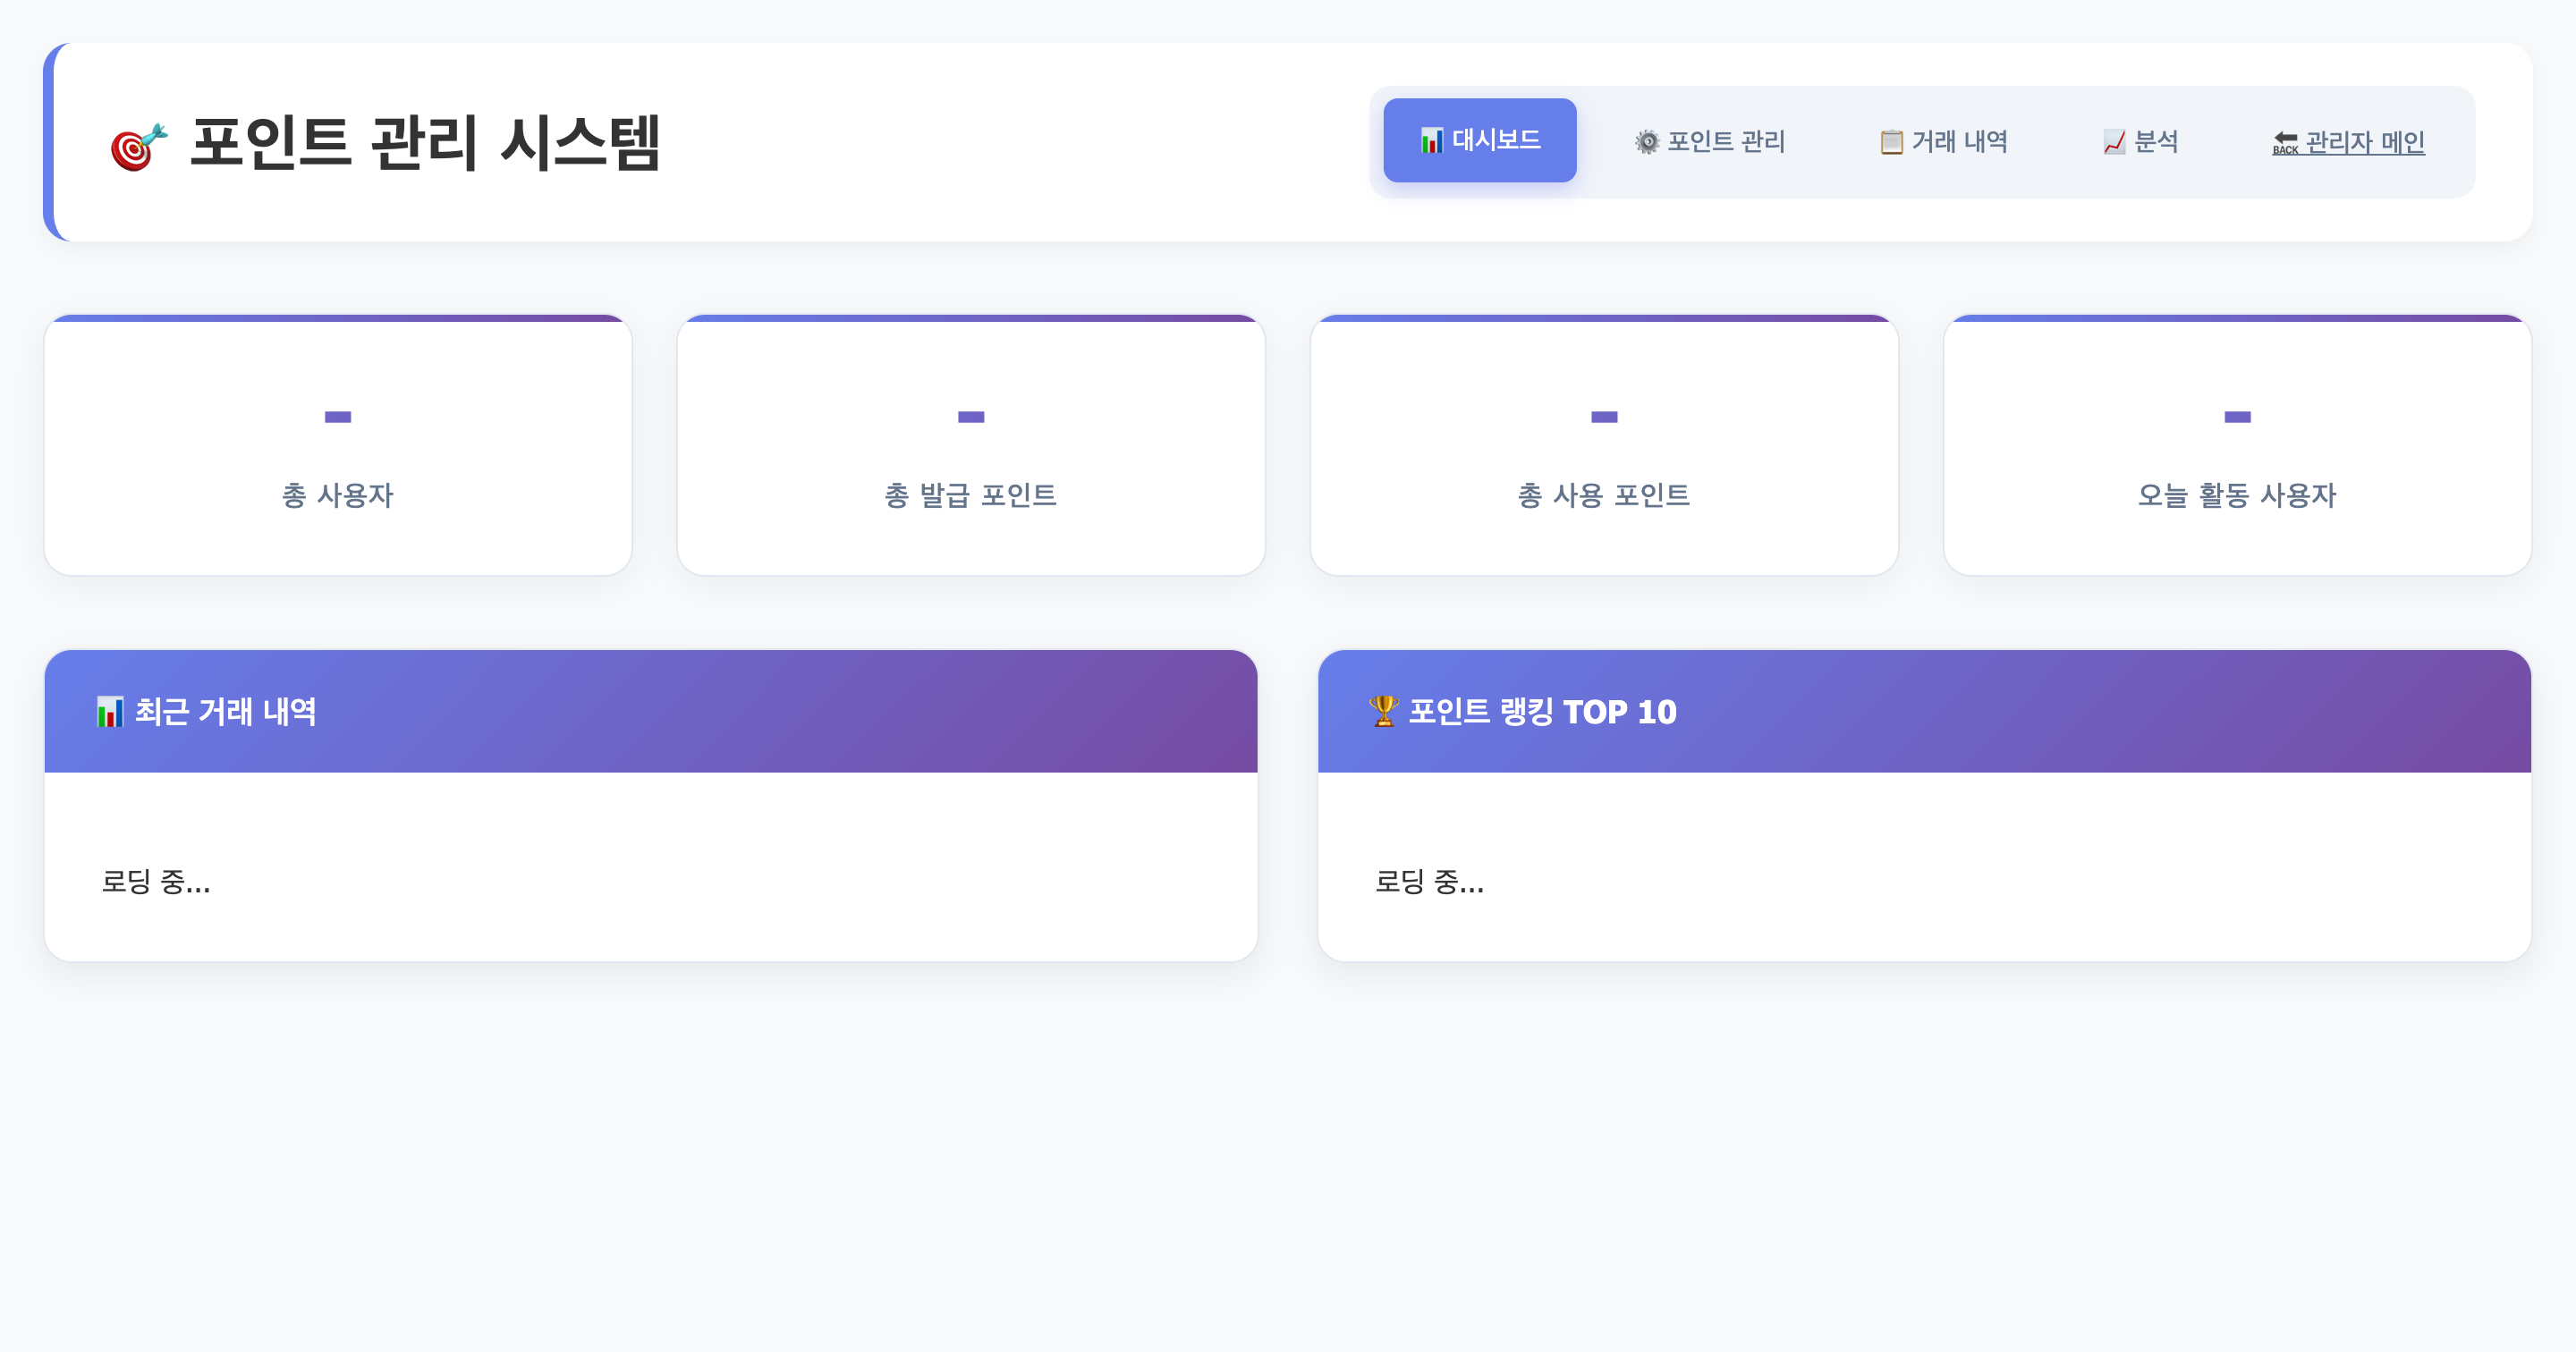 🎯 포인트 관리 시스템
📊 대시보드
⚙️ 포인트 관리
📋 거래 내역
📈 분석
🔙 관리자 메인
-
총 사용자
-
총 발급 포인트
-
총 사용 포인트
-
오늘 활동 사용자
📊 최근 거래 내역
로딩 중...
🏆 포인트 랭킹 TOP 10
로딩 중...